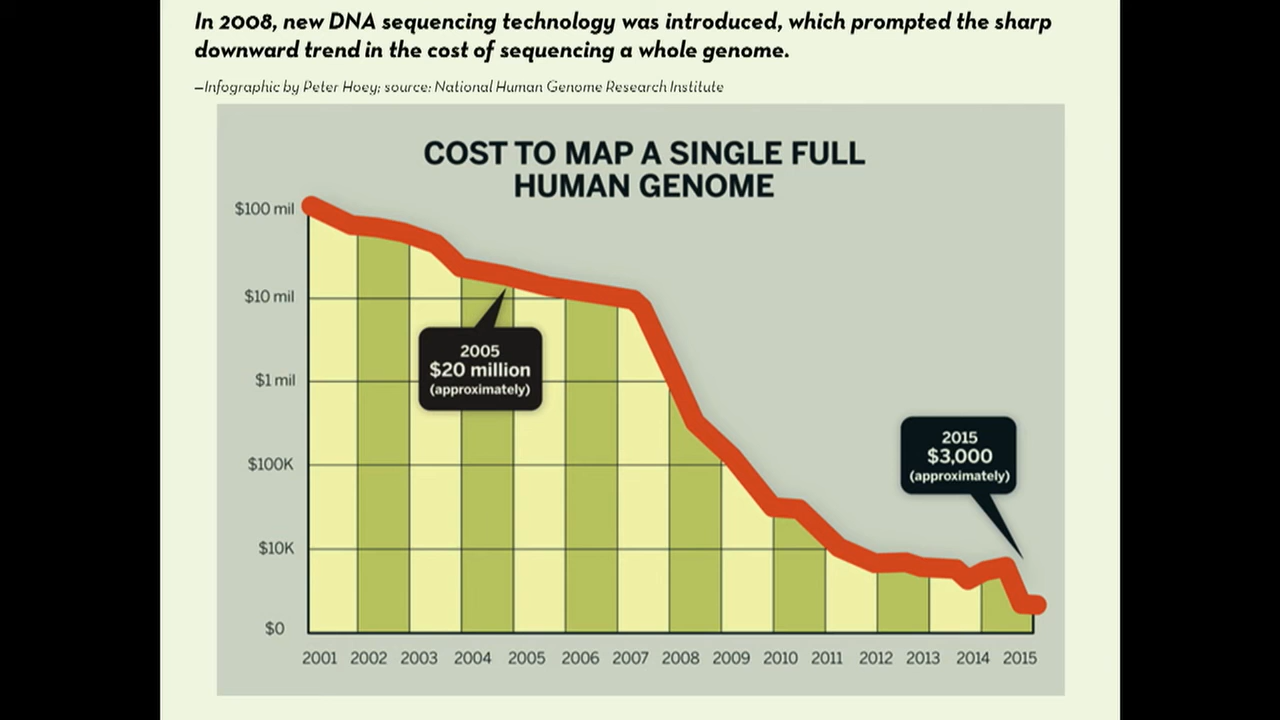 In 2008, new DNA sequencing technology was introduced, which prompted the sharp
downward trend in the cost of sequencing a whole genome.
—Infographic by Peter Hoey; source: National Human Genome Research Institute
COST TO MAP A SINGLE FULL
HUMAN GENOME
$100 mil
$10 mil
$1 mil
$100K
$10K
$0
2005
$20 million
(approximately)
2015
$3,000
(approximately)
2001 2002 2003 2004 2005 2006 2007 2008 2009 2010 2011 2012 2013 2014 2015